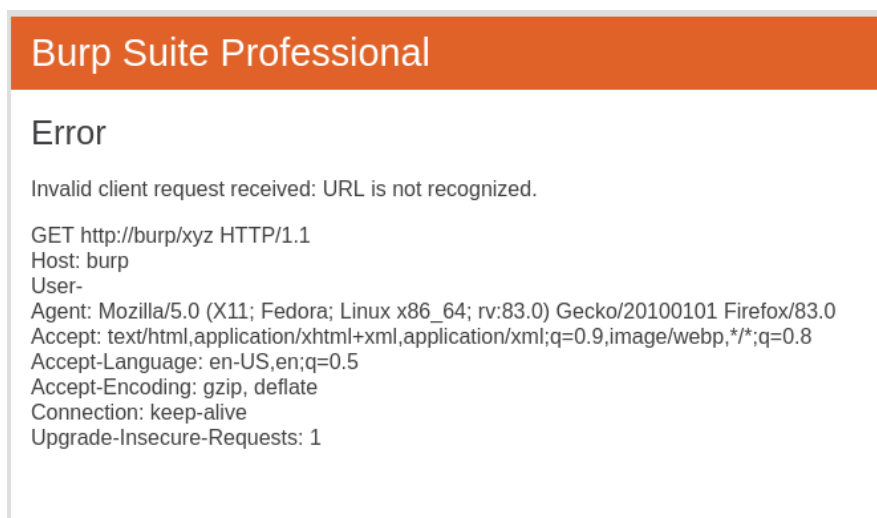 Burp Suite Professional
Error
Invalid client request received: URL is not recognized.
GET http://burp/xyz HTTP/1.1
Host: burp
User-
Agent: Mozilla/5.0 (X11; Fedora; Linux x86_64; rv:83.0) Gecko/20100101 Firefox/83.0
Accept: text/html,application/xhtml+xml,application/xml;q=0.9,image/webp,*/*;q=0.8
Accept-Language: en-US,en;q=0.5
Accept-Encoding: gzip, deflate
Connection: keep-alive
Upgrade-Insecure-Requests: 1